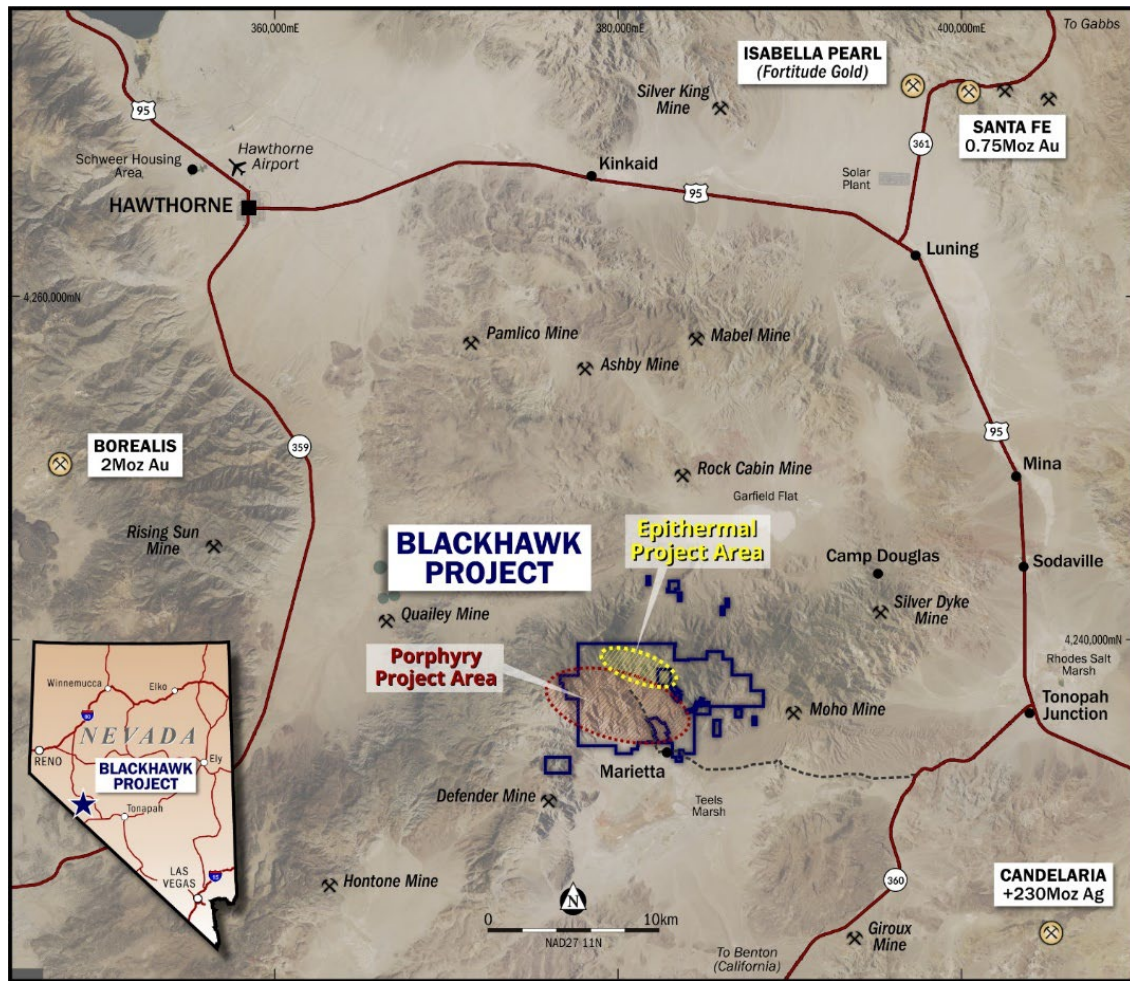 360,000mE
380,000mE
400,000mE
To Gabbs
ISABELLA PEARL
(Fortitude Gold)
Silver King
Mine
95
SANTA FE
0.75Moz Au
Hawthorne
Airport
Schweer Housing
Area
361
Solar
Plant
Kinkaid
95
HAWTHORNE
Luning
4,260,000mN
Pamlico Mine
Mabel Mine
Ashby Mine
359
95
BOREALIS
2Moz Au
Mina
Rock Cabin Mine
Garfield Flat
Rising Sun
Mine
BLACKHAWK
PROJECT
Epithermal
Project Area
Camp Douglas
Sodaville
Quailey Mine
Silver Dyke
Mine
4,240,000mN
Porphyry
Project Area
Rhodes Salt
Marsh
Moho Mine
Tonopah
Junction
Marietta
Defender Mine
Teels
Marsh
Hontone Mine
360
CANDELARIA
+230Moz Ag
N
0 10km
NAD27 11N
Giroux
Mine
To Benton
(California)
Winnemucca
Elko
80
NEVADA
RENO
Ely
BLACKHAWK
PROJECT
Tonapah
LAS
VEGAS
15